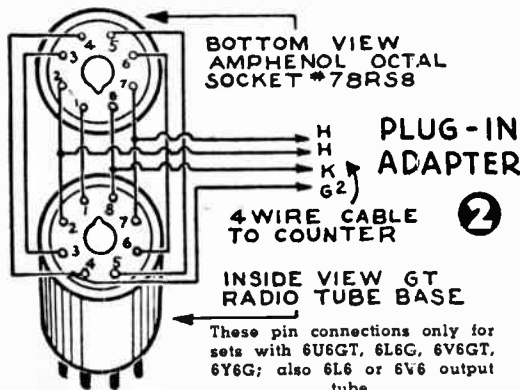 4 5
3 6
2 7
1 8
BOTTOM VIEW
AMPHENOL OCTAL
SOCKET #78RS8
H
H
K
G2
PLUG-IN
ADAPTER
2
4 WIRE CABLE
TO COUNTER
1 8
2 7
3 6
4 5
INSIDE VIEW GT
RADIO TUBE BASE
These pin connections only for
sets with 6U6GT, 6L6G, 6V6GT,
6Y6G; also 6L6 or 6V6 output
tube